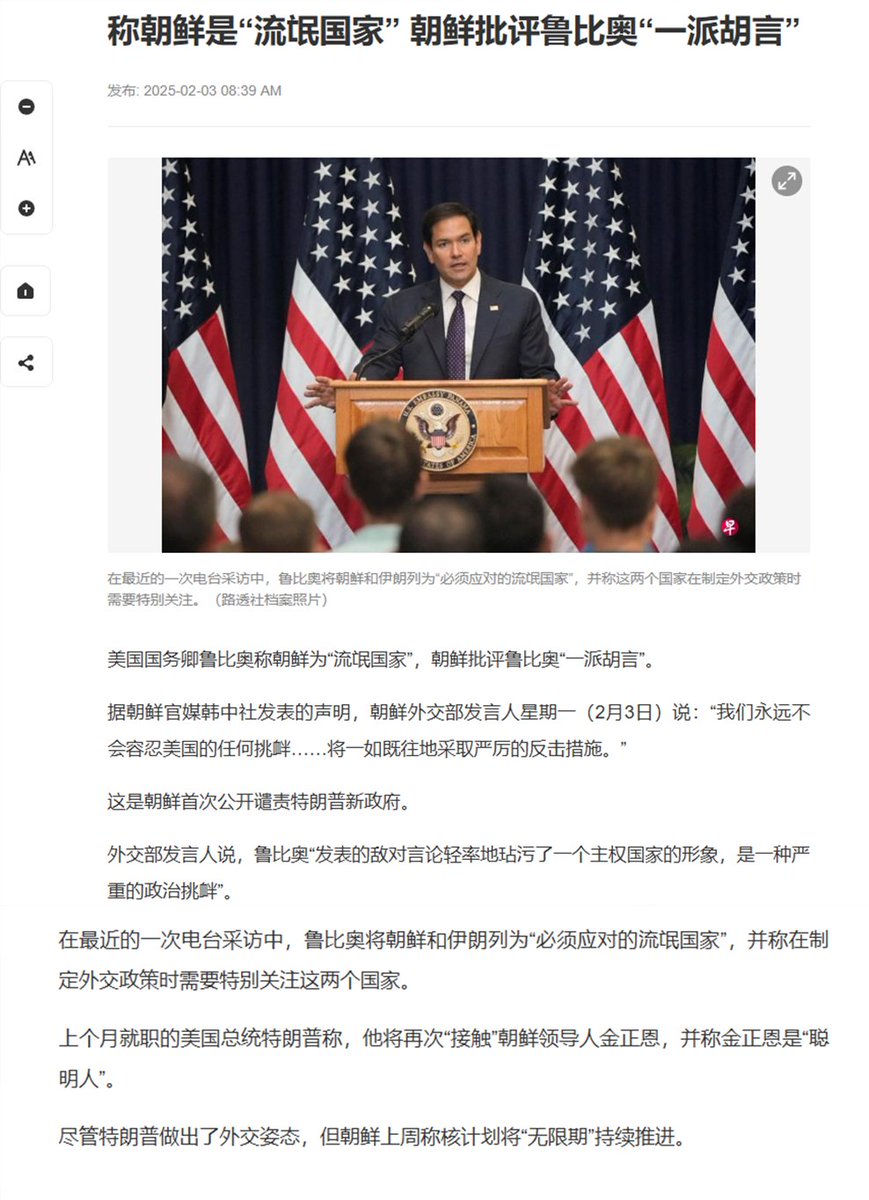 称朝鲜是“流氓国家” 朝鲜批评鲁比奥“一派胡言”
发布: 2025-02-03 08:39 AM
U.S. EMBASSY PANAMA
STATES OF AMERICA
早
在最近的一次电台采访中，鲁比奥将朝鲜和伊朗列为“必须应对的流氓国家”，并称这两个国家在制定外交政策时
需要特别关注。（路透社档案照片）
美国国务卿鲁比奥称朝鲜为“流氓国家”，朝鲜批评鲁比奥“一派胡言”。
据朝鲜官媒韩中社发表的声明，朝鲜外交部发言人星期一（2月3日）说：“我们永远不
会容忍美国的任何挑衅……将一如既往地采取严厉的反击措施。”
这是朝鲜首次公开谴责特朗普新政府。
外交部发言人说，鲁比奥“发表的敌对言论轻率地玷污了一个主权国家的形象，是一种严
重的政治挑衅”。
在最近的一次电台采访中，鲁比奥将朝鲜和伊朗列为“必须应对的流氓国家”，并称在制
定外交政策时需要特别关注这两个国家。
上个月就职的美国总统特朗普称，他将再次“接触”朝鲜领导人金正恩，并称金正恩是“聪
明人”。
尽管特朗普做出了外交姿态，但朝鲜上周称核计划将“无限期”持续推进。